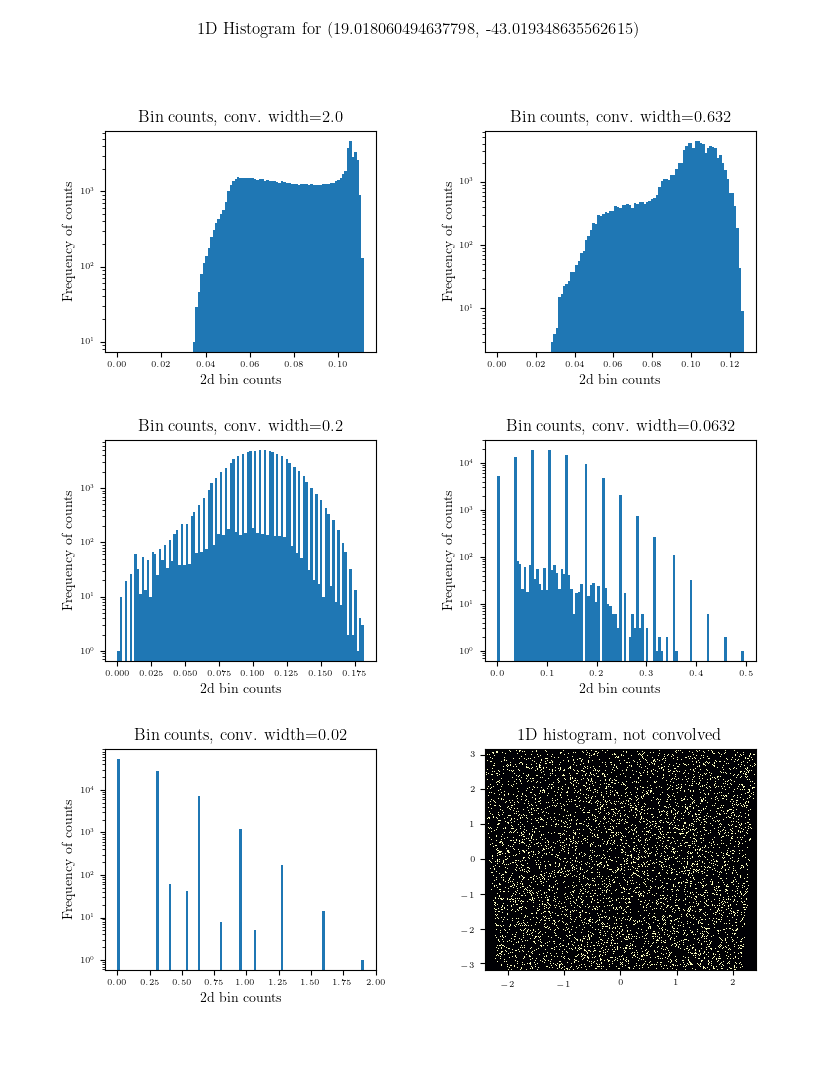 1D Histogram for (19.018060494637798, -43.019348635562615)
Bin counts, conv. width=2.0
Frequency of counts
10³
10²
10¹
0.00 0.02 0.04 0.06 0.08 0.10
2d bin counts
Bin counts, conv. width=0.632
Frequency of counts
10³
10²
10¹
0.00 0.02 0.04 0.06 0.08 0.10 0.12
2d bin counts
Bin counts, conv. width=0.2
Frequency of counts
10³
10²
10¹
10⁰
0.000 0.025 0.050 0.075 0.100 0.125 0.150 0.175
2d bin counts
Bin counts, conv. width=0.0632
Frequency of counts
10⁴
10³
10²
10¹
10⁰
0.0 0.1 0.2 0.3 0.4 0.5
2d bin counts
Bin counts, conv. width=0.02
Frequency of counts
10⁴
10³
10²
10¹
10⁰
0.00 0.25 0.50 0.75 1.00 1.25 1.50 1.75 2.00
2d bin counts
1D histogram, not convolved
3
2
1
0
−1
−2
−3
−2 −1 0 1 2